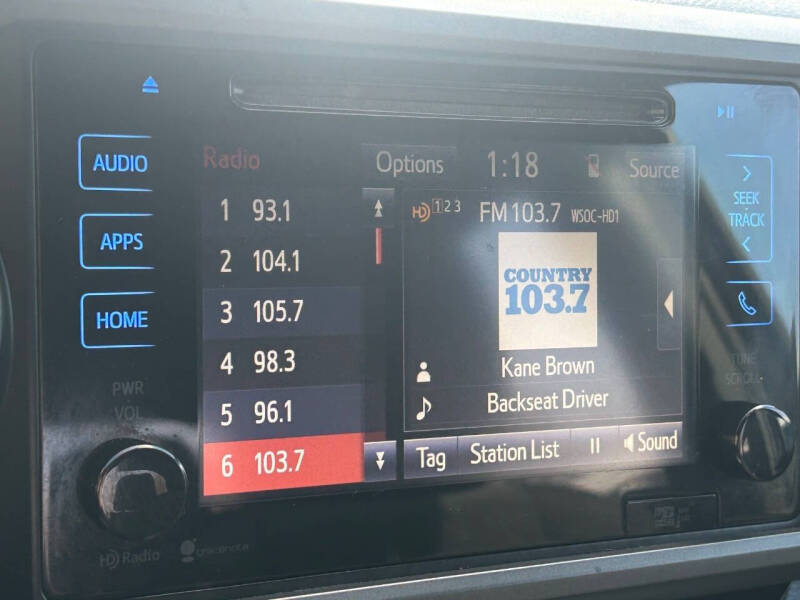 AUDIO
APPS
HOME
PWR
VOL
HD Radio
Radio
Options
1:18
Source
1 93.1
2 104.1
3 105.7
4 98.3
5 96.1
6 103.7
HD 1 2 3
FM 103.7 WSOC-HD1
COUNTRY
103.7
Kane Brown
Backseat Driver
Tag
Station List
Sound
SEEK
TRACK
TUNE
SCROLL